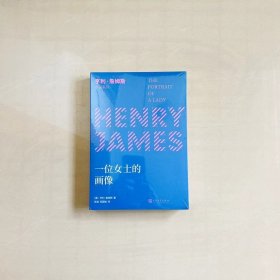 亨利·詹姆斯
THE
PORTRAIT
OF
A LADY
HENRY
JAMES
一位女士的
画像